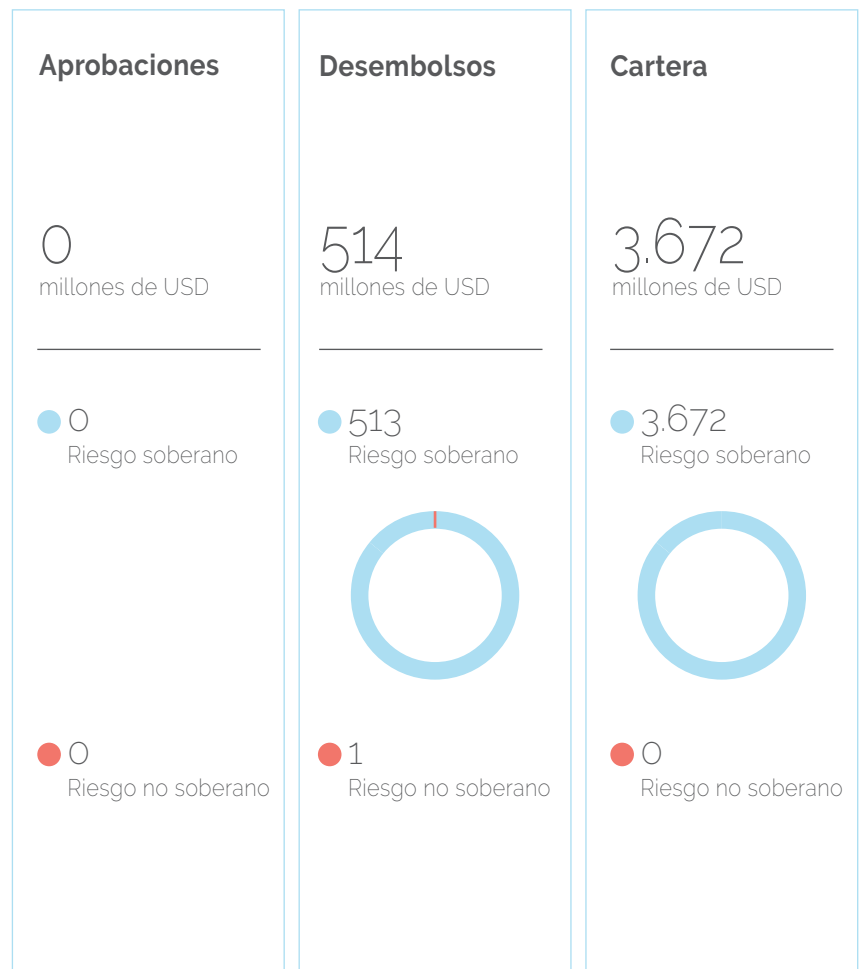 Aprobaciones
0
millones de USD
0
Riesgo soberano
0
Riesgo no soberano
Desembolsos
514
millones de USD
513
Riesgo soberano
1
Riesgo no soberano
Cartera
3.672
millones de USD
3.672
Riesgo soberano
0
Riesgo no soberano